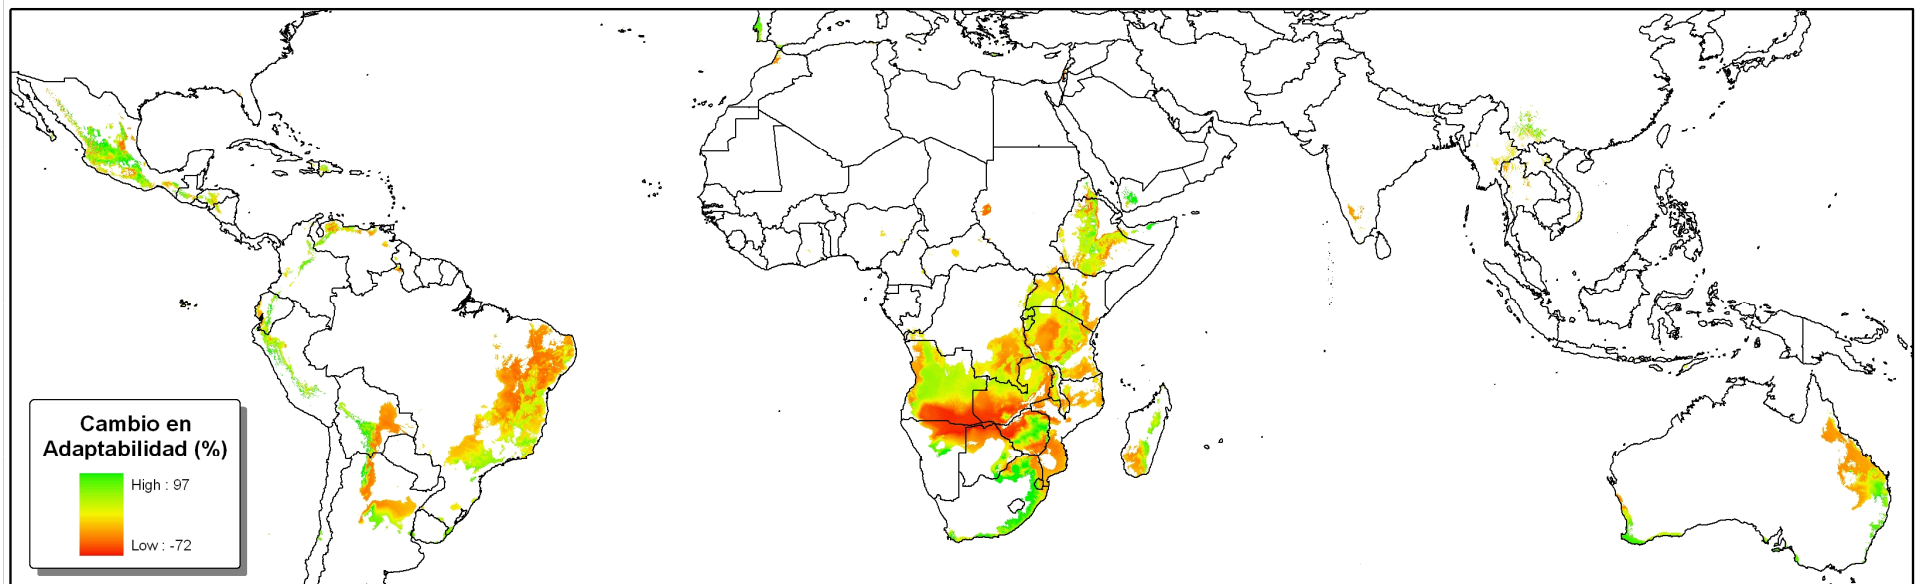 Cambio en
Adaptabilidad (%)
High : 97
Low : -72